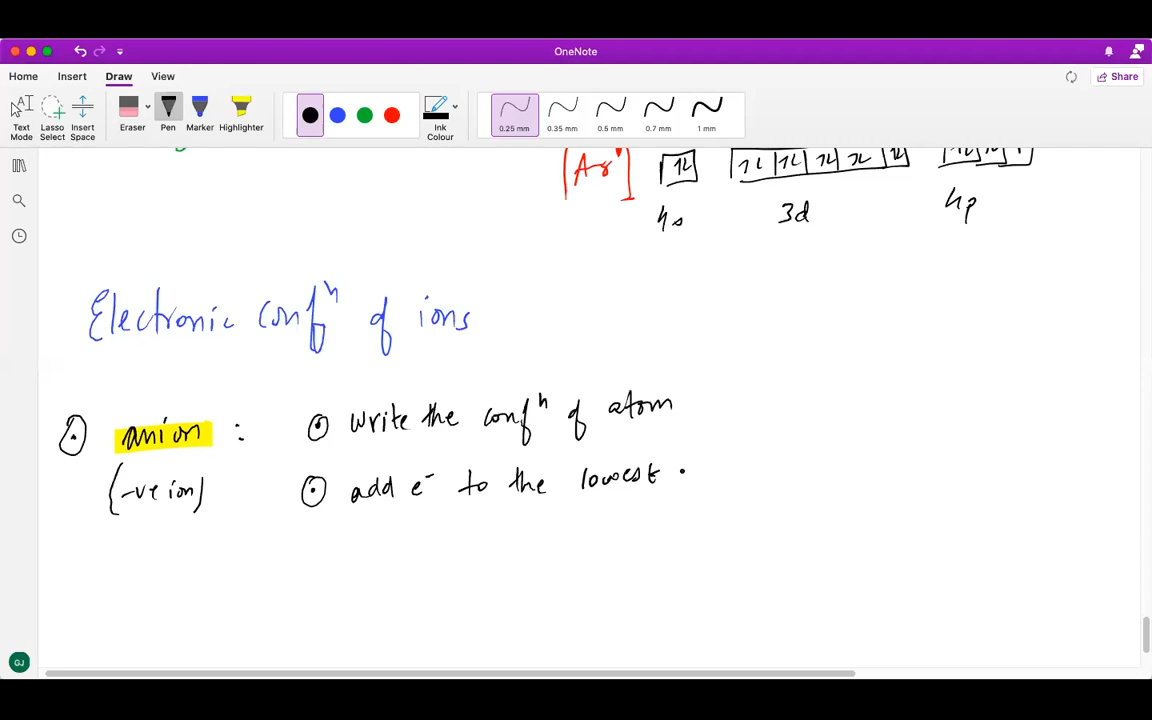 OneNote
Home Insert Draw View
Share
Text Mode Lasso Select Insert Space Eraser Pen Marker Highlighter Ink Colour 0.25 mm 0.35 mm 0.5 mm 0.7 mm 1 mm
[Ar]
4s 3d 4p
Electronic confⁿ of ions
anion : write the confⁿ of atom
(-ve ion) add e⁻ to the lowest
GJ